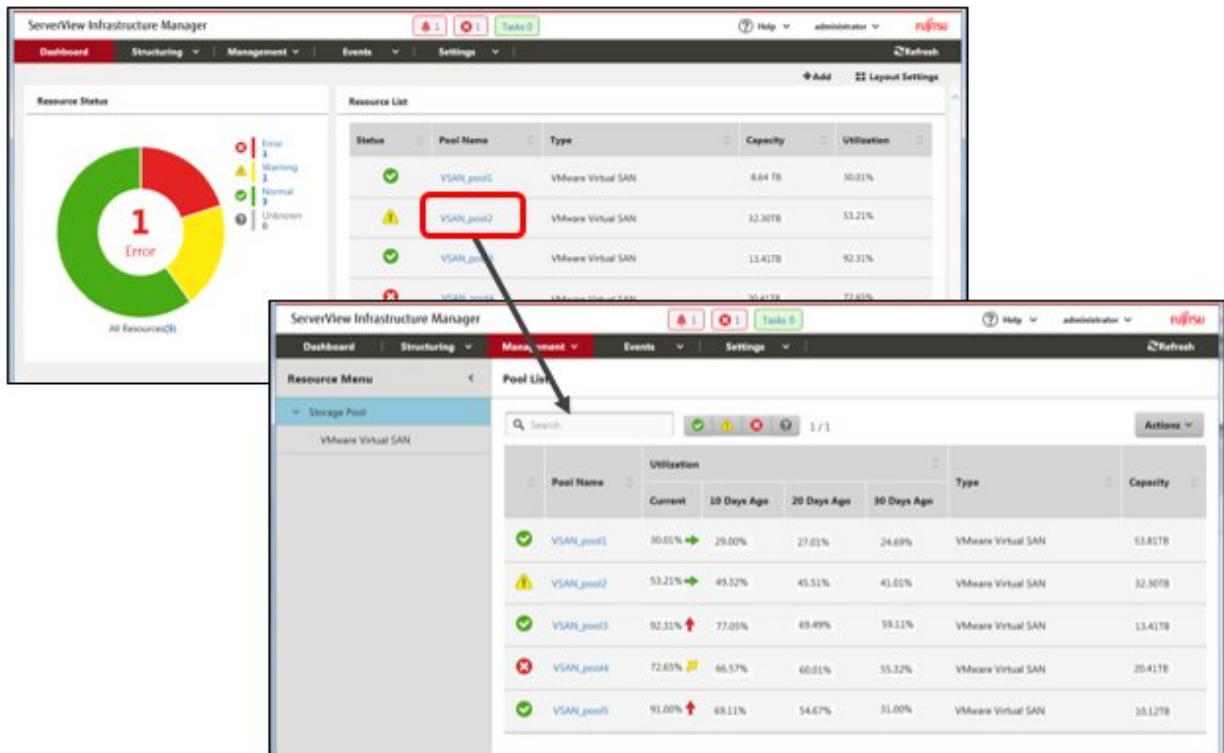 ServerView Infrastructure Manager 1 1 Tasks 0 Help administrator FUJITSU
Dashboard Structuring Management Events Settings Refresh
Add Layout Settings
Resource Status
Resource List
Error
1
Warning
1
Normal
3
Unknown
0
1
Error
All Resources(5)
Status Pool Name Type Capacity Utilization
VSAN_pool1 VMware Virtual SAN 8.64 TB 30.01%
VSAN_pool2 VMware Virtual SAN 32.30TB 53.21%
VMware Virtual SAN 13.41TB 92.31%
ServerView Infrastructure Manager 1 1 Tasks 0 Help administrator FUJITSU
Dashboard Structuring Management Events Settings Refresh
Resource Menu
Storage Pool
VMware Virtual SAN
Pool List
Search 1/1 Actions
Pool Name Utilization Type Capacity
Current 10 Days Ago 20 Days Ago 30 Days Ago
VSAN_pool1 30.01% 29.00% 27.01% 24.69% VMware Virtual SAN 53.81TB
VSAN_pool2 53.21% 49.32% 45.51% 41.01% VMware Virtual SAN 32.30TB
VSAN_pool3 92.31% 77.05% 69.49% 59.11% VMware Virtual SAN 13.41TB
VSAN_pool4 72.65% 66.57% 60.01% 55.32% VMware Virtual SAN 20.41TB
VSAN_pool5 91.00% 69.11% 54.67% 31.00% VMware Virtual SAN 10.12TB